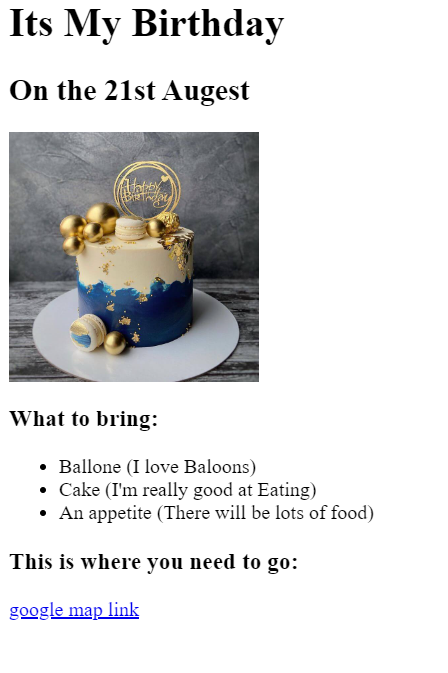 Its My Birthday
On the 21st Augest
Happy
Birthday
What to bring:
Ballone (I love Baloons)
Cake (I'm really good at Eating)
An appetite (There will be lots of food)
This is where you need to go:
google map link